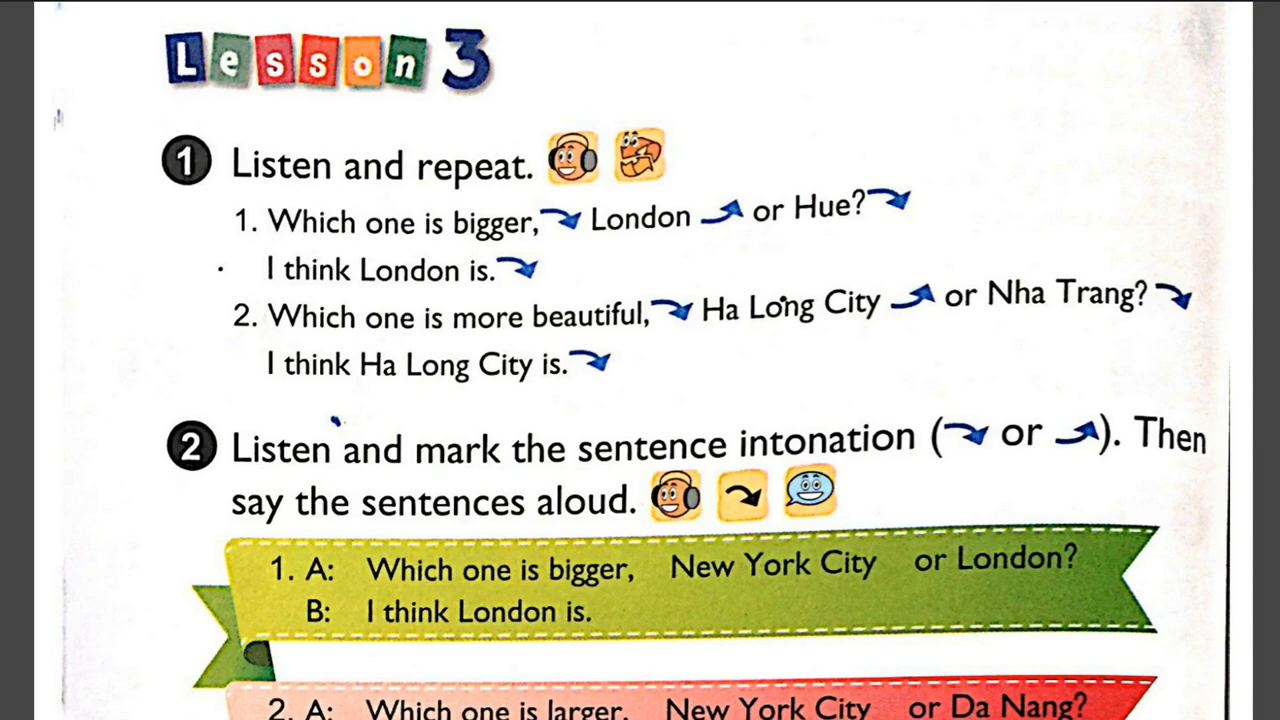 Lesson 3
1 Listen and repeat.
1. Which one is bigger, London or Hue?
I think London is.
2. Which one is more beautiful, Ha Long City or Nha Trang?
I think Ha Long City is.
2 Listen and mark the sentence intonation ( or ). Then
say the sentences aloud.
1. A: Which one is bigger, New York City or London?
B: I think London is.
2. A: Which one is larger, New York City or Da Nang?